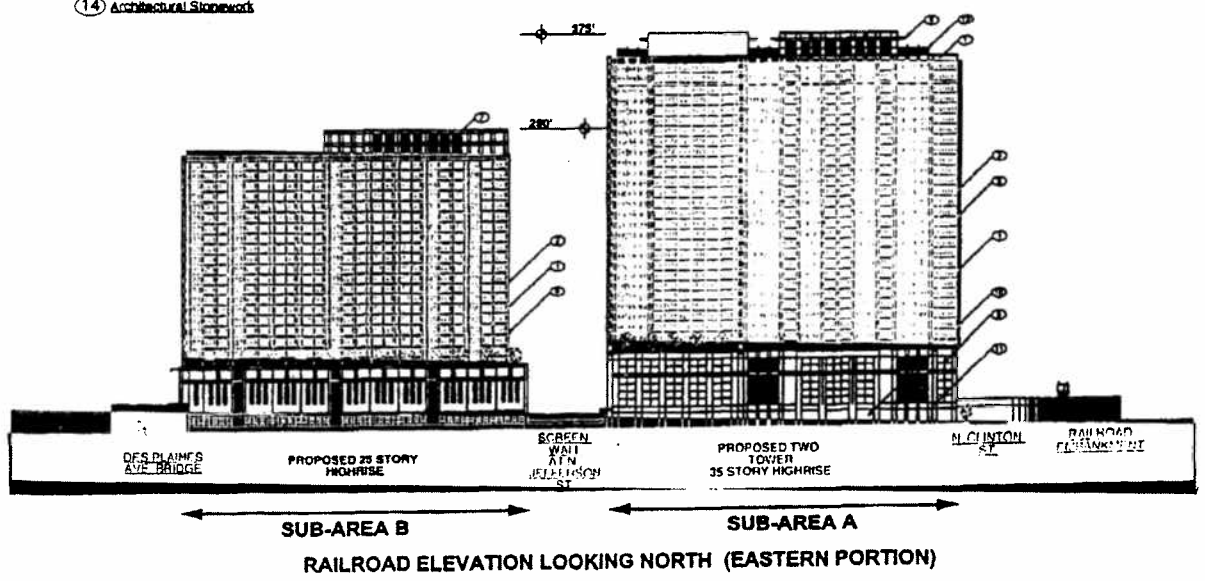 14 Architectural Stonework
375'
290'
DES PLAINES
AVE. BRIDGE
PROPOSED 25 STORY
HIGHRISE
SCREEN
WALL
AT N
JEFFERSON
ST
PROPOSED TWO
TOWER
35 STORY HIGHRISE
N. CLINTON
ST
RAILROAD
EMBANKMENT
SUB-AREA B
SUB-AREA A
RAILROAD ELEVATION LOOKING NORTH (EASTERN PORTION)